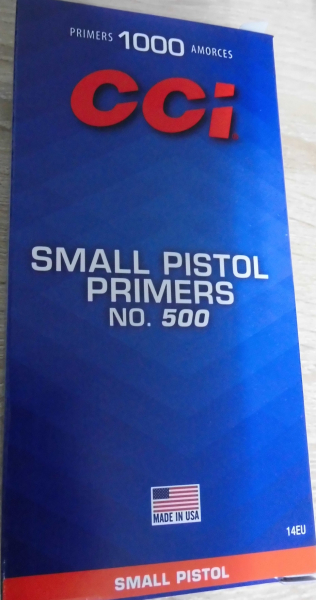 PRIMERS 1000 AMORCES
CCi
SMALL PISTOL
PRIMERS
NO. 500
MADE IN USA
14EU
SMALL PISTOL